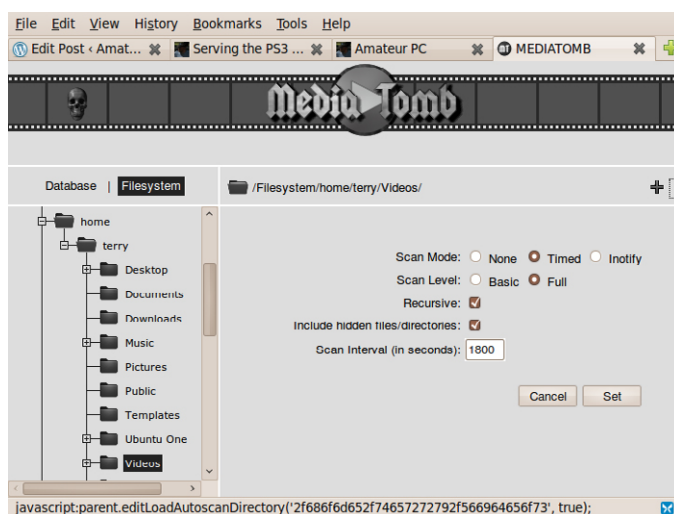 File Edit View History Bookmarks Tools Help
Edit Post ‹ Amat... Serving the PS3 ... Amateur PC MEDIATOMB
MediaTomb
Database | Filesystem
/Filesystem/home/terry/Videos/
home
terry
Desktop
Documents
Downloads
Music
Pictures
Public
Templates
Ubuntu One
Videos
Scan Mode: None Timed Inotify
Scan Level: Basic Full
Recursive:
Include hidden files/directories:
Scan Interval (in seconds): 1800
Cancel Set
javascript:parent.editLoadAutoscanDirectory('2f686f6d652f74657272792f566964656f73', true);